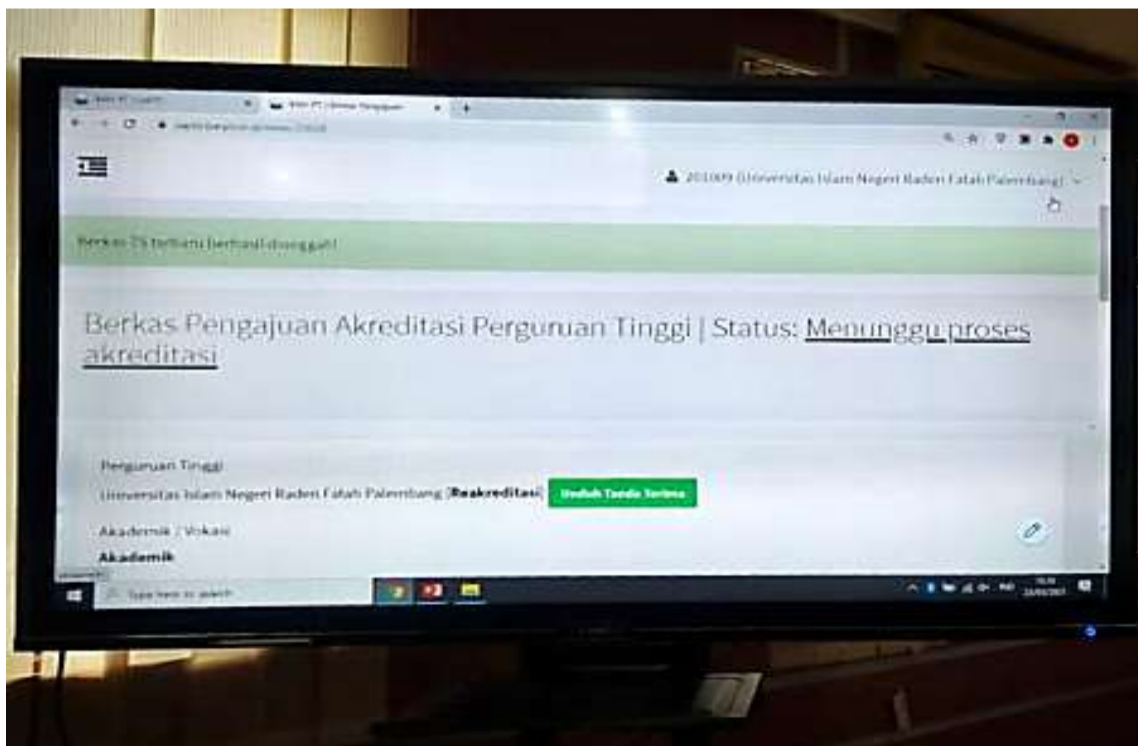 201009 (Universitas Islam Negeri Raden Fatah Palembang)
Berkas TS terbaru berhasil diunggah!
Berkas Pengajuan Akreditasi Perguruan Tinggi | Status: Menunggu proses
akreditasi
Perguruan Tinggi
Universitas Islam Negeri Raden Fatah Palembang [Reakreditasi] Unduh Tanda Terima
Akademik / Vokasi
Akademik
Type here to search